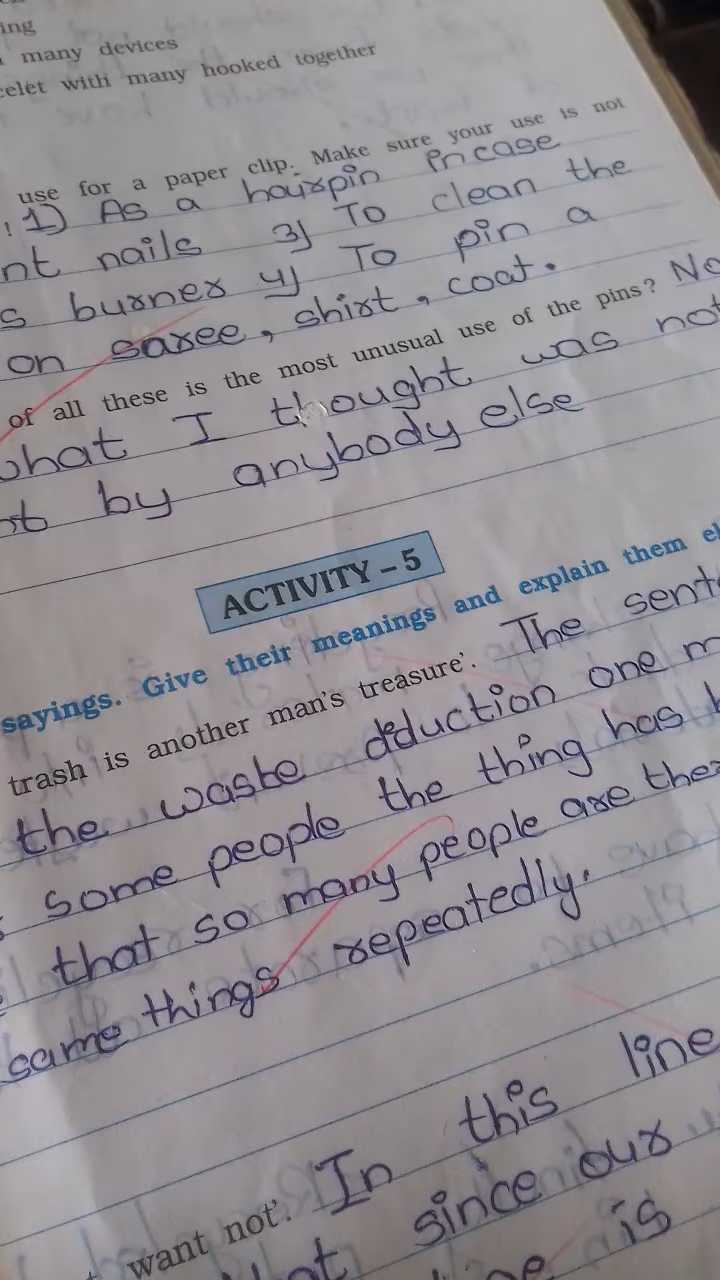 ing
many devices
celet with many hooked together
use for a paper clip. Make sure your use is not
! 1) As a hairpin incase
nt nails 3) To clean the
s burner 4) To pin a
on saree, shirt, coat.
of all these is the most unusual use of the pins? No
what I thought was not
by anybody else
ACTIVITY – 5
sayings. Give their meanings and explain them el
trash is another man's treasure'. The sent
the waste deduction one m
some people the thing has b
that so many people are ther
same things repeatedly.
want not'. In this line
since our
is